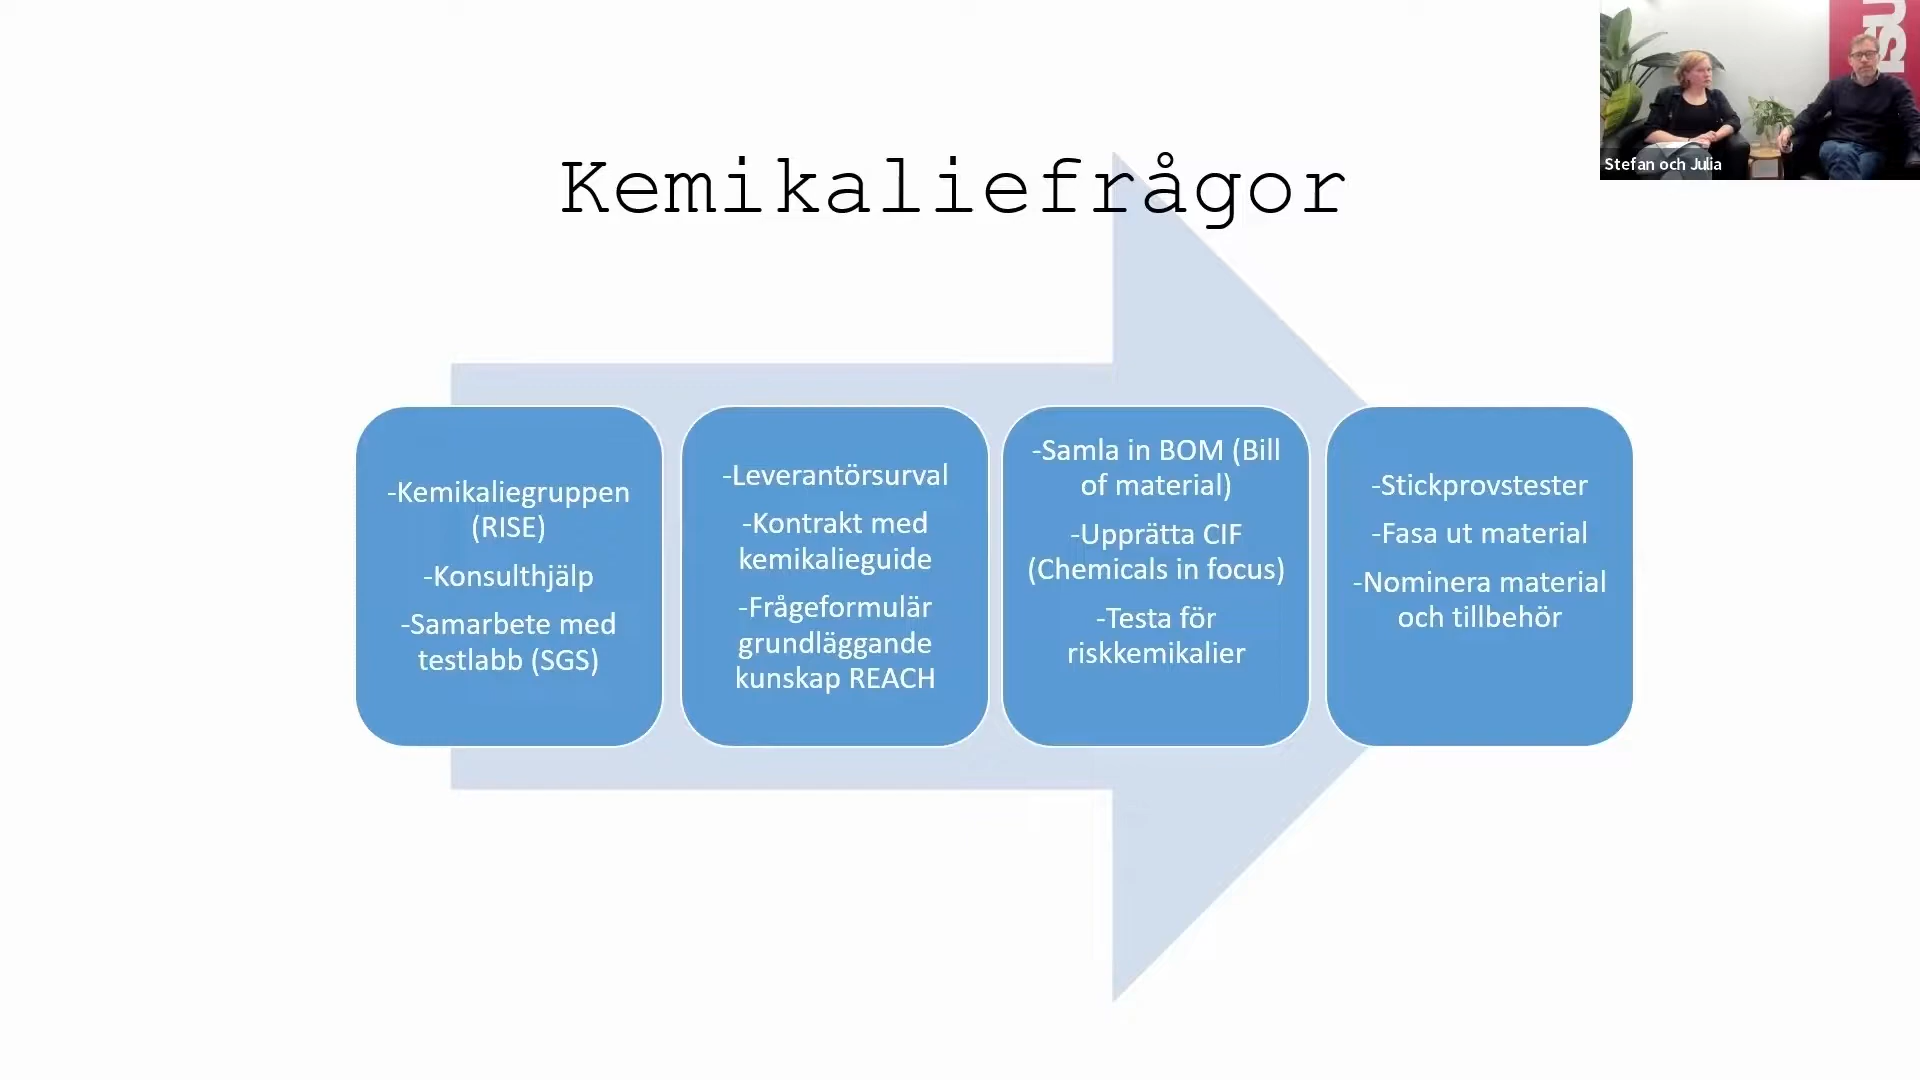 Kemikaliefrågor
-Kemikaliegruppen
(RISE)
-Konsulthjälp
-Samarbete med
testlabb (SGS)
-Leverantörsurval
-Kontrakt med
kemikalieguide
-Frågeformulär
grundläggande
kunskap REACH
-Samla in BOM (Bill
of material)
-Upprätta CIF
(Chemicals in focus)
-Testa för
riskkemikalier
-Stickprovstester
-Fasa ut material
-Nominera material
och tillbehör
Stefan och Julia